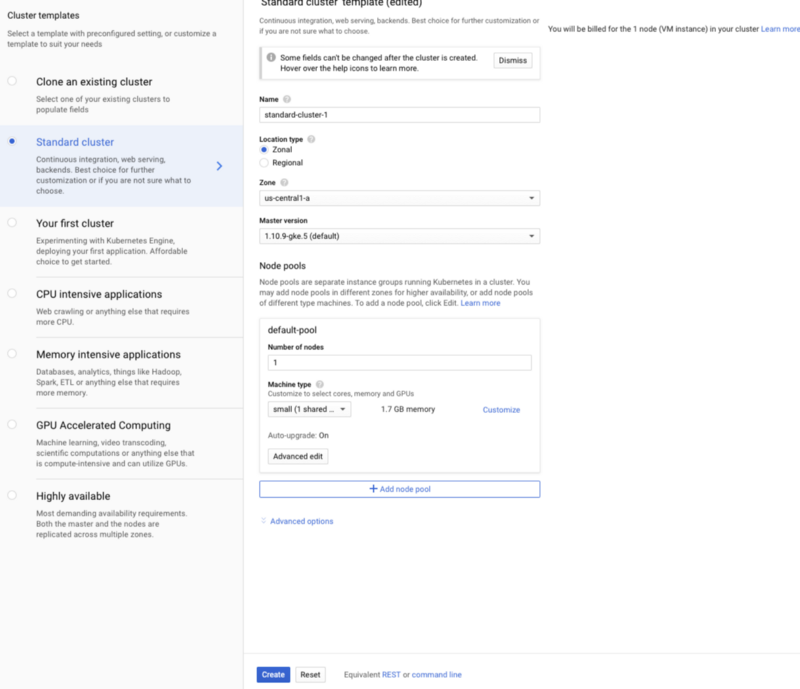 Cluster templates
Select a template with preconfigured setting, or customize a
template to suit your needs
Clone an existing cluster
Select one of your existing clusters to
populate fields
Standard cluster
Continuous integration, web serving,
backends. Best choice for further
customization or if you are not sure what to
choose.
Your first cluster
Experimenting with Kubernetes Engine,
deploying your first application. Affordable
choice to get started.
CPU intensive applications
Web crawling or anything else that requires
more CPU.
Memory intensive applications
Databases, analytics, things like Hadoop,
Spark, ETL or anything else that requires
more memory.
GPU Accelerated Computing
Machine learning, video transcoding,
scientific computations or anything else that
is compute-intensive and can utilize GPUs.
Highly available
Most demanding availability requirements.
Both the master and the nodes are
replicated across multiple zones.
'Standard cluster' template (edited)
Continuous integration, web serving, backends. Best choice for further customization or
if you are not sure what to choose.
Some fields can't be changed after the cluster is created.
Hover over the help icons to learn more.
Dismiss
Name
standard-cluster-1
Location type
Zonal
Regional
Zone
us-central1-a
Master version
1.10.9-gke.5 (default)
Node pools
Node pools are separate instance groups running Kubernetes in a cluster. You
may add node pools in different zones for higher availability, or add node pools
of different type machines. To add a node pool, click Edit. Learn more
default-pool
Number of nodes
1
Machine type
Customize to select cores, memory and GPUs
small (1 shared ... 1.7 GB memory Customize
Auto-upgrade: On
Advanced edit
+ Add node pool
Advanced options
Create Reset Equivalent REST or command line
You will be billed for the 1 node (VM instance) in your cluster Learn more